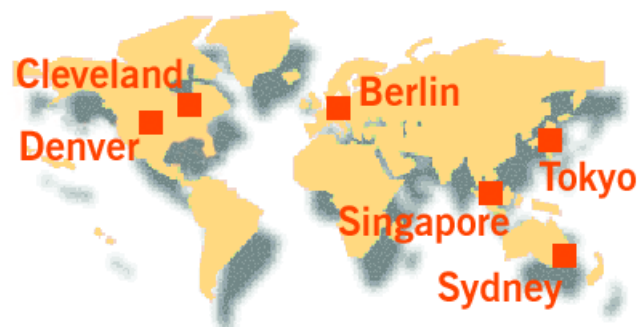 Cleveland
Berlin
Denver
Tokyo
Singapore
Sydney